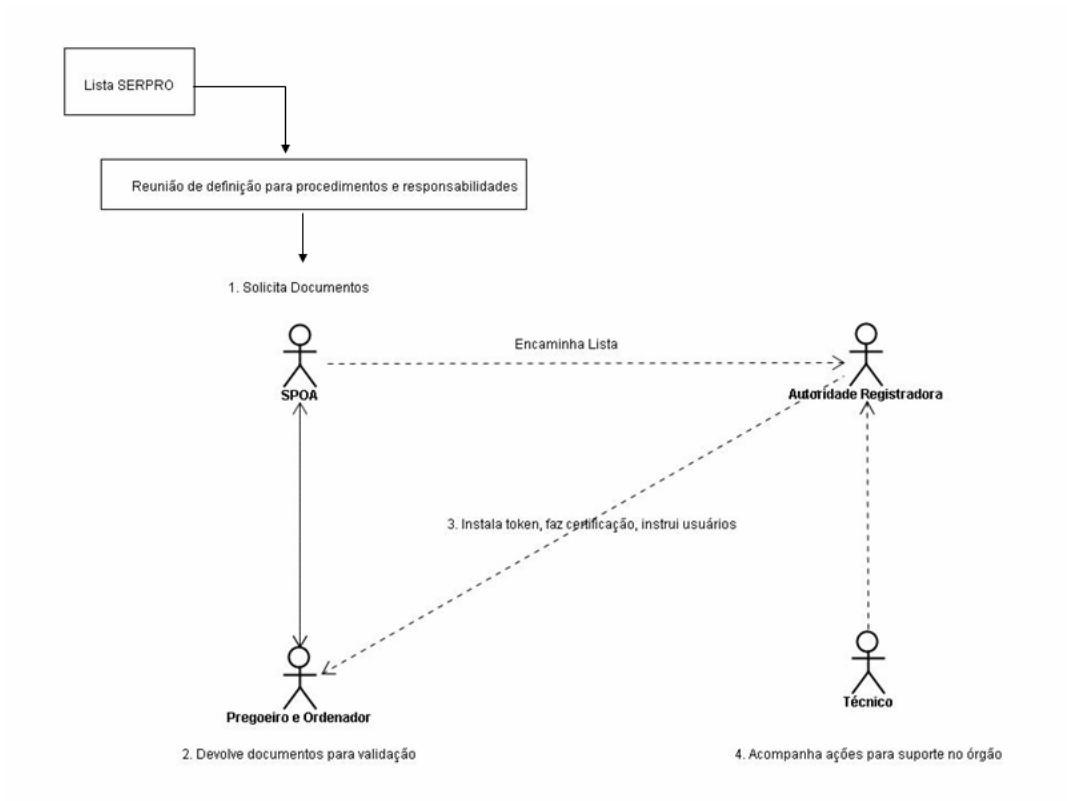 Lista SERPRO
Reunião de definição para procedimentos e responsabilidades
1. Solicita Documentos
Encaminha Lista
SPOA
Autoridade Registradora
3. Instala token, faz certificação, instrui usuários
Pregoeiro e Ordenador
Técnico
2. Devolve documentos para validação
4. Acompanha ações para suporte no órgão